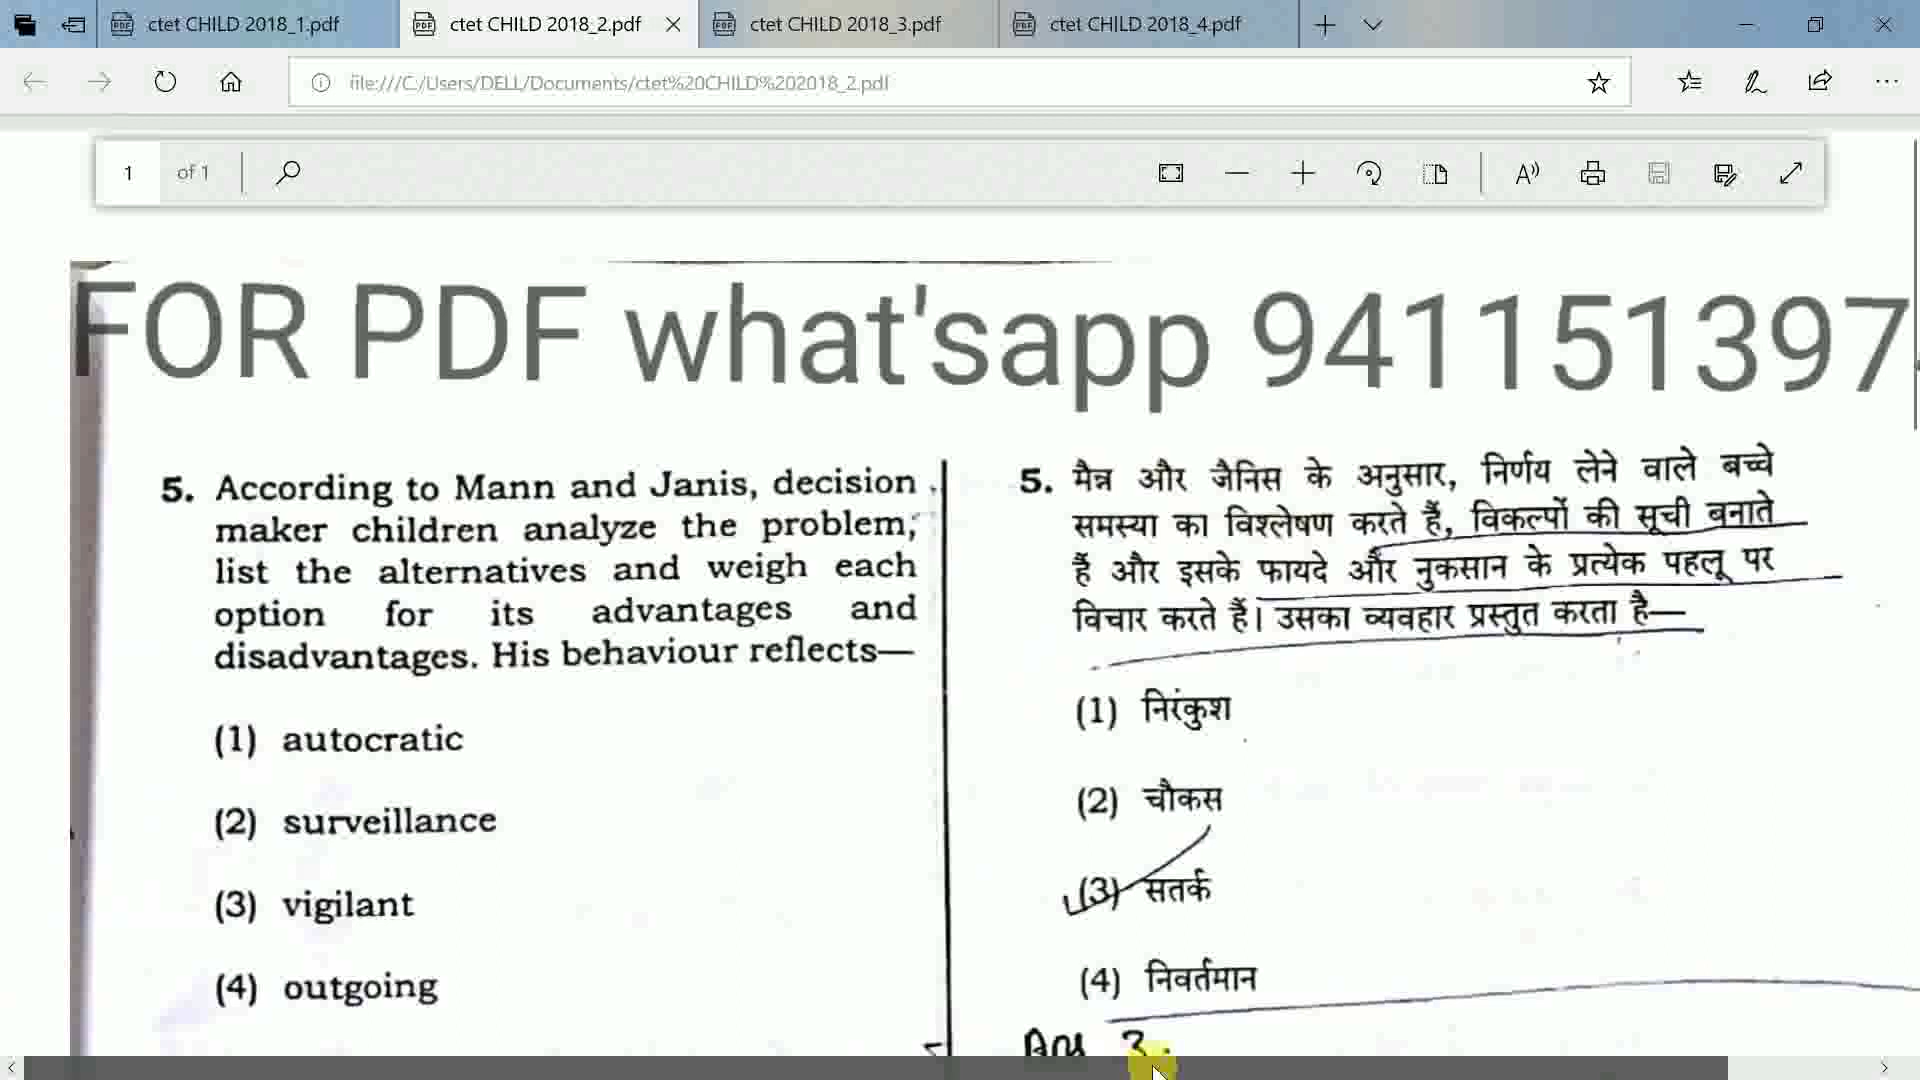 ctet CHILD 2018_1.pdf
ctet CHILD 2018_2.pdf
ctet CHILD 2018_3.pdf
ctet CHILD 2018_4.pdf
file:///C:/Users/DELL/Documents/ctet%20CHILD%202018_2.pdf
1 of 1
FOR PDF what'sapp 941151397
5. According to Mann and Janis, decision
maker children analyze the problem,
list the alternatives and weigh each
option for its advantages and
disadvantages. His behaviour reflects—
(1) autocratic
(2) surveillance
(3) vigilant
(4) outgoing
5. मैन्न और जैनिस के अनुसार, निर्णय लेने वाले बच्चे
समस्या का विश्लेषण करते हैं, विकल्पों की सूची बनाते
हैं और इसके फायदे और नुकसान के प्रत्येक पहलू पर
विचार करते हैं। उसका व्यवहार प्रस्तुत करता है—
(1) निरंकुश
(2) चौकस
(3) सतर्क
(4) निवर्तमान
Ans 3.